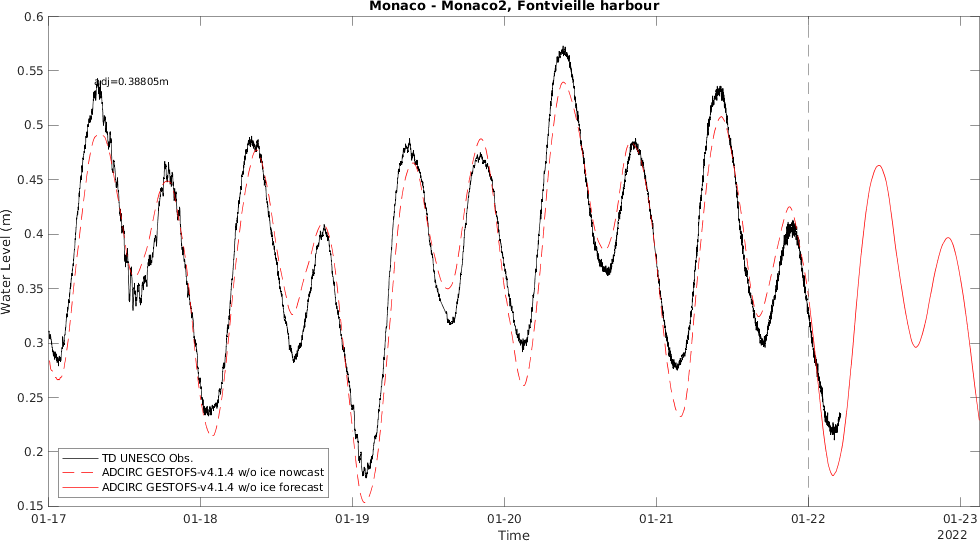 Monaco - Monaco2, Fontvieille harbour
0.6
0.55
0.5
0.45
0.4
0.35
0.3
0.25
0.2
0.15
Water Level (m)
adj=0.38805m
TD UNESCO Obs.
ADCIRC GESTOFS-v4.1.4 w/o ice nowcast
ADCIRC GESTOFS-v4.1.4 w/o ice forecast
01-17 01-18 01-19 01-20 01-21 01-22 01-23
Time
2022